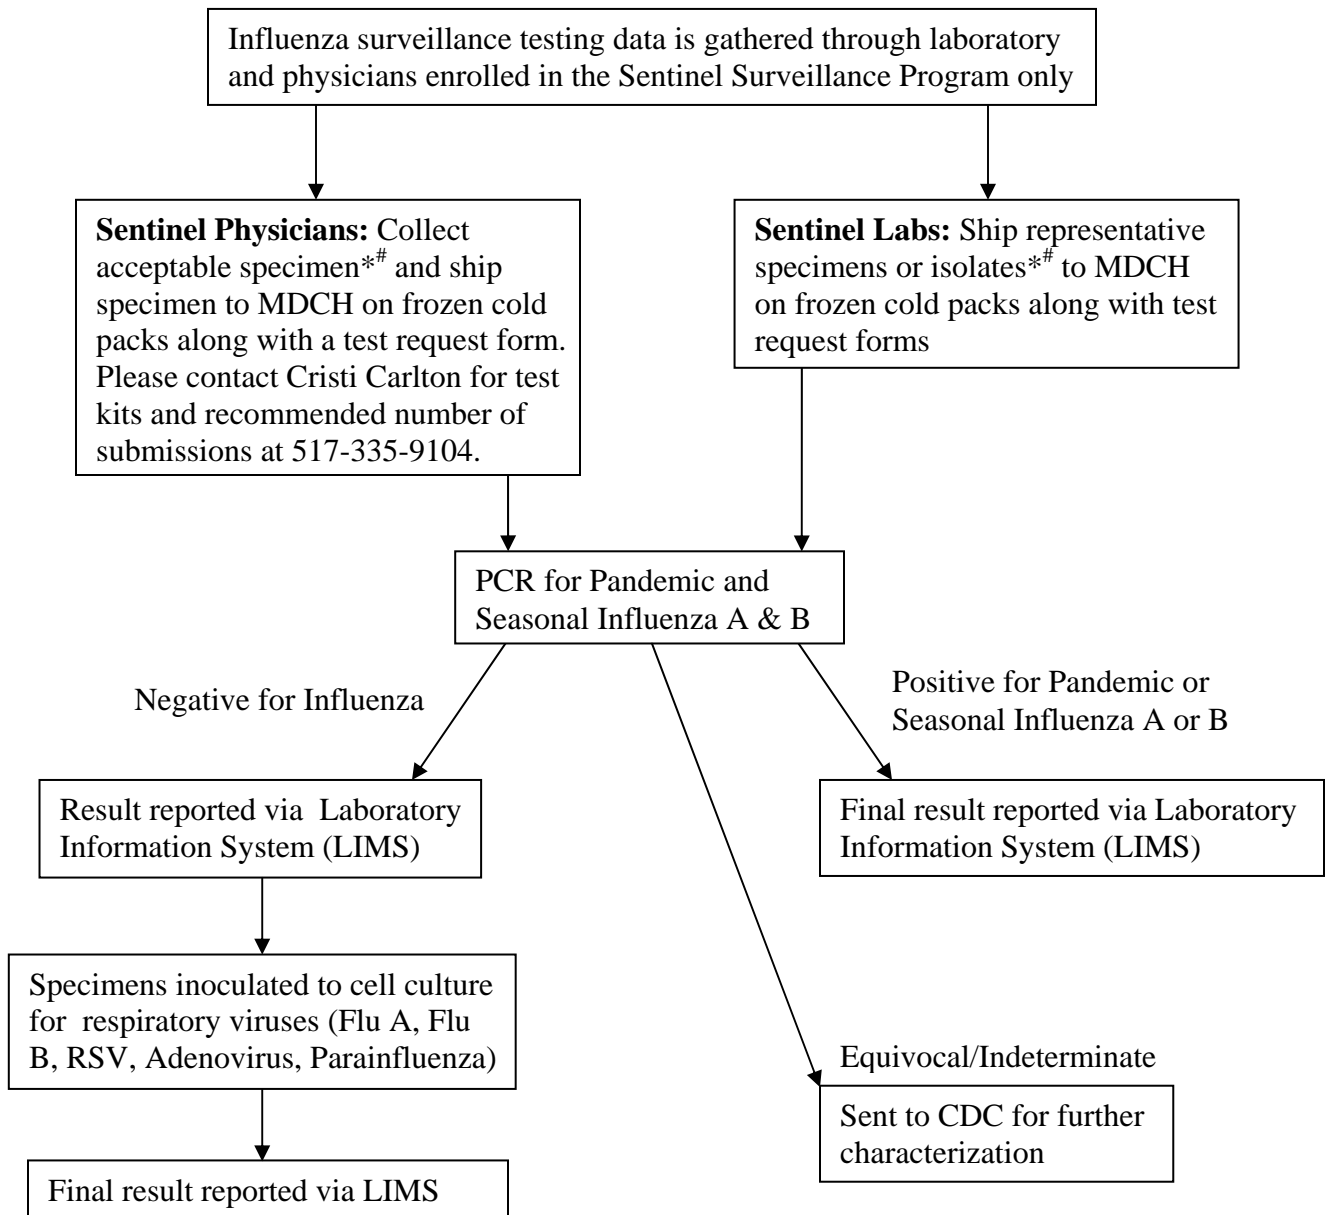 Influenza surveillance testing data is gathered through laboratory
and physicians enrolled in the Sentinel Surveillance Program only
Sentinel Physicians: Collect
acceptable specimen*# and ship
specimen to MDCH on frozen cold
packs along with a test request form.
Please contact Cristi Carlton for test
kits and recommended number of
submissions at 517-335-9104.
Sentinel Labs: Ship representative
specimens or isolates*# to MDCH
on frozen cold packs along with test
request forms
PCR for Pandemic and
Seasonal Influenza A & B
Negative for Influenza
Positive for Pandemic or
Seasonal Influenza A or B
Result reported via  Laboratory
Information System (LIMS)
Final result reported via Laboratory
Information System (LIMS)
Specimens inoculated to cell culture
for  respiratory viruses (Flu A, Flu
B, RSV, Adenovirus, Parainfluenza)
Equivocal/Indeterminate
Sent to CDC for further
characterization
Final result reported via LIMS